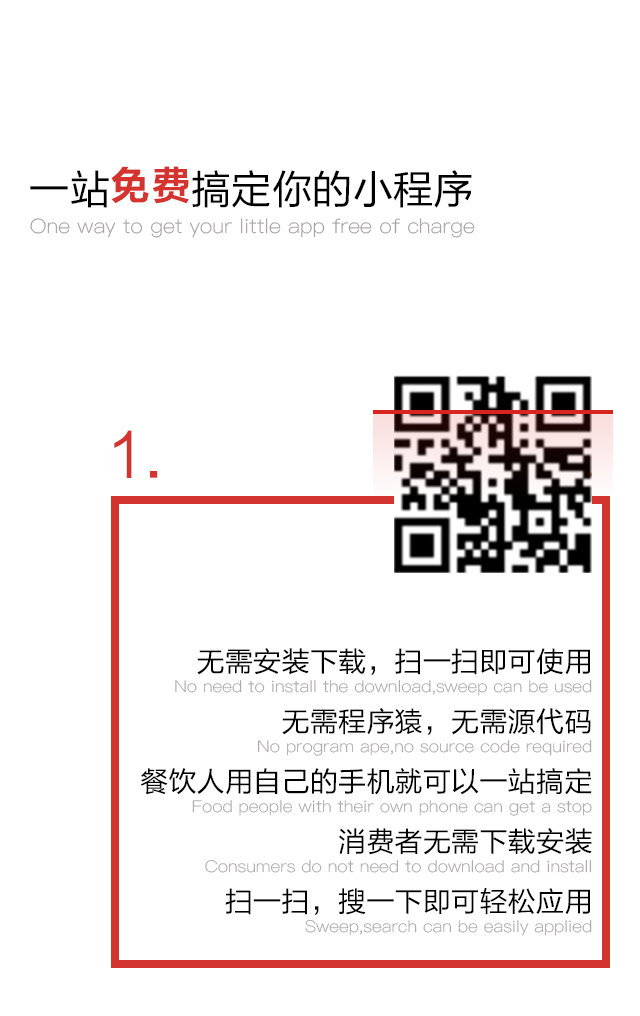 一站免费搞定你的小程序
One way to get your little app free of charge
1.
无需安装下载，扫一扫即可使用
No need to install the download,sweep can be used
无需程序猿，无需源代码
No program ape,no source code required
餐饮人用自己的手机就可以一站搞定
Food people with their own phone can get a stop
消费者无需下载安装
Consumers do not need to download and install
扫一扫，搜一下即可轻松应用
Sweep,search can be easily applied